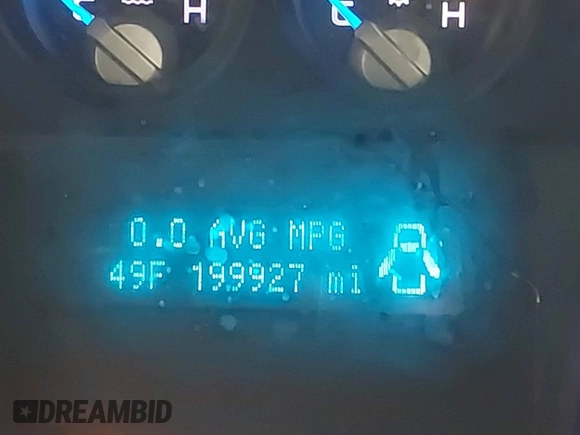 C H C H
0.0 AVG MPG
49F 199927 mi
DREAMBID